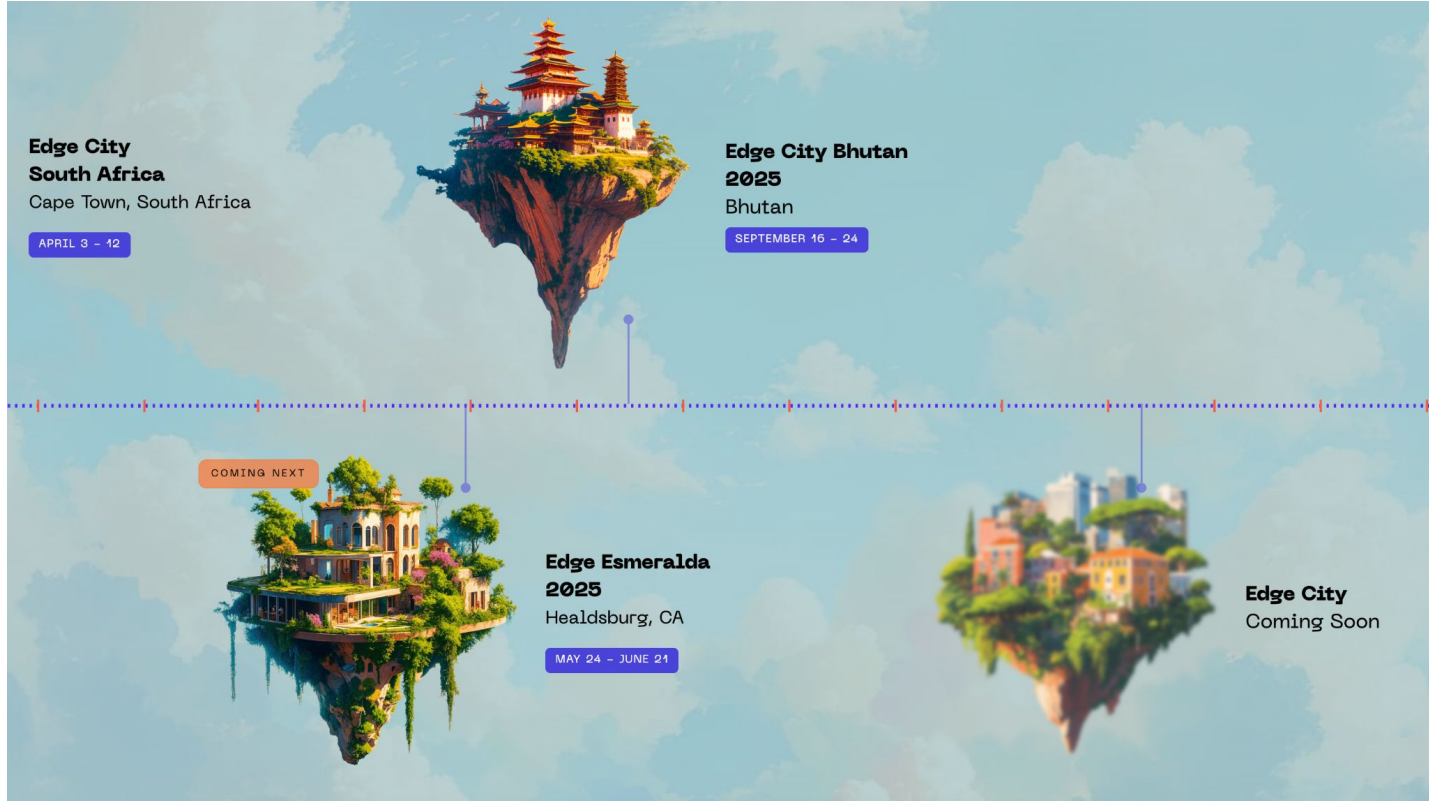 Edge City
South Africa
Cape Town, South Africa
APRIL 3 – 12
Edge City Bhutan
2025
Bhutan
SEPTEMBER 16 – 24
COMING NEXT
Edge Esmeralda
2025
Healdsburg, CA
MAY 24 – JUNE 21
Edge City
Coming Soon